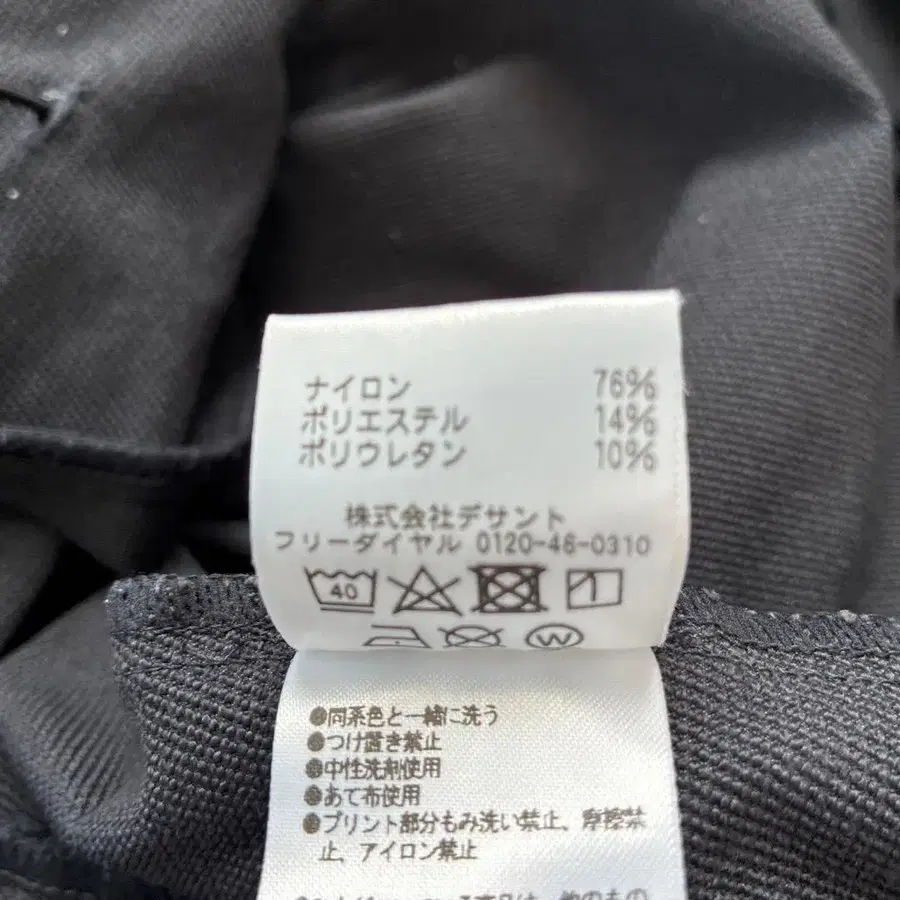 ナイロン 76%
ポリエステル 14%
ポリウレタン 10%
株式会社デサント
フリーダイヤル 0120-46-0310
40
W
●同系色と一緒に洗う
●つけ置き禁止
●中性洗剤使用
●あて布使用
●プリント部分もみ洗い禁止、摩擦禁
止、アイロン禁止
他のもの